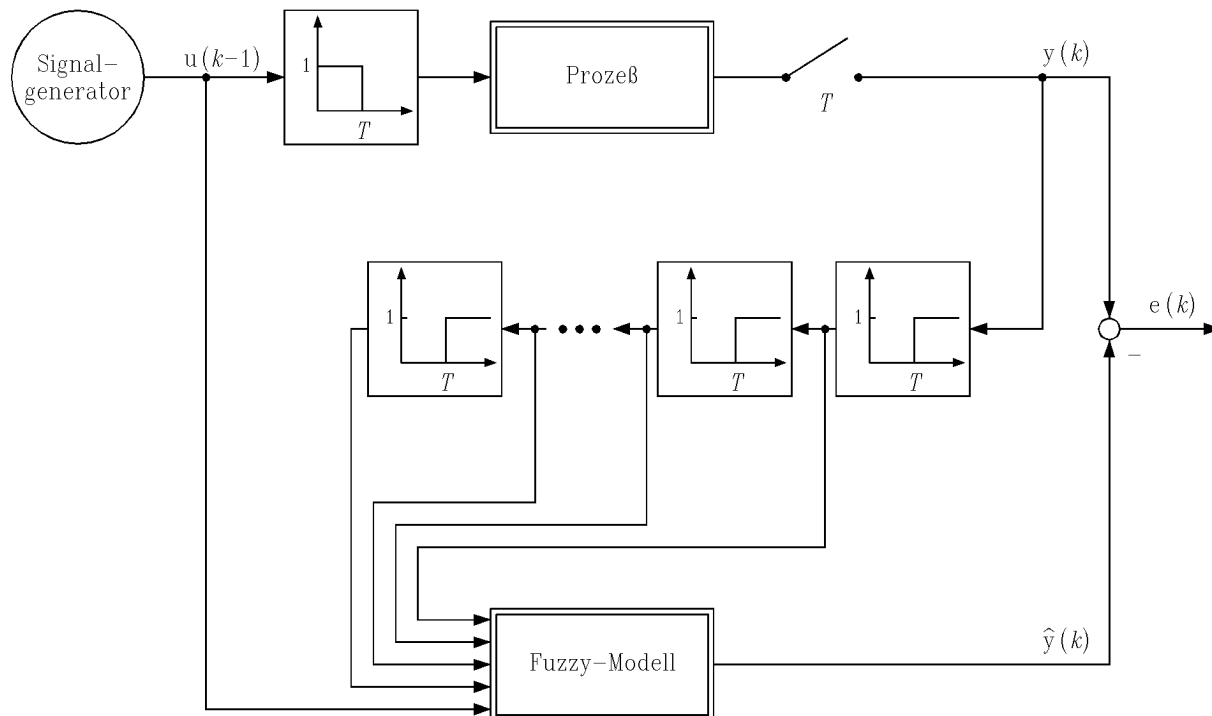 Signal-
generator
u(k-1)
1
T
Prozeß
T
y(k)
1
T
1
T
1
T
e(k)
–
Fuzzy-Modell
ŷ(k)